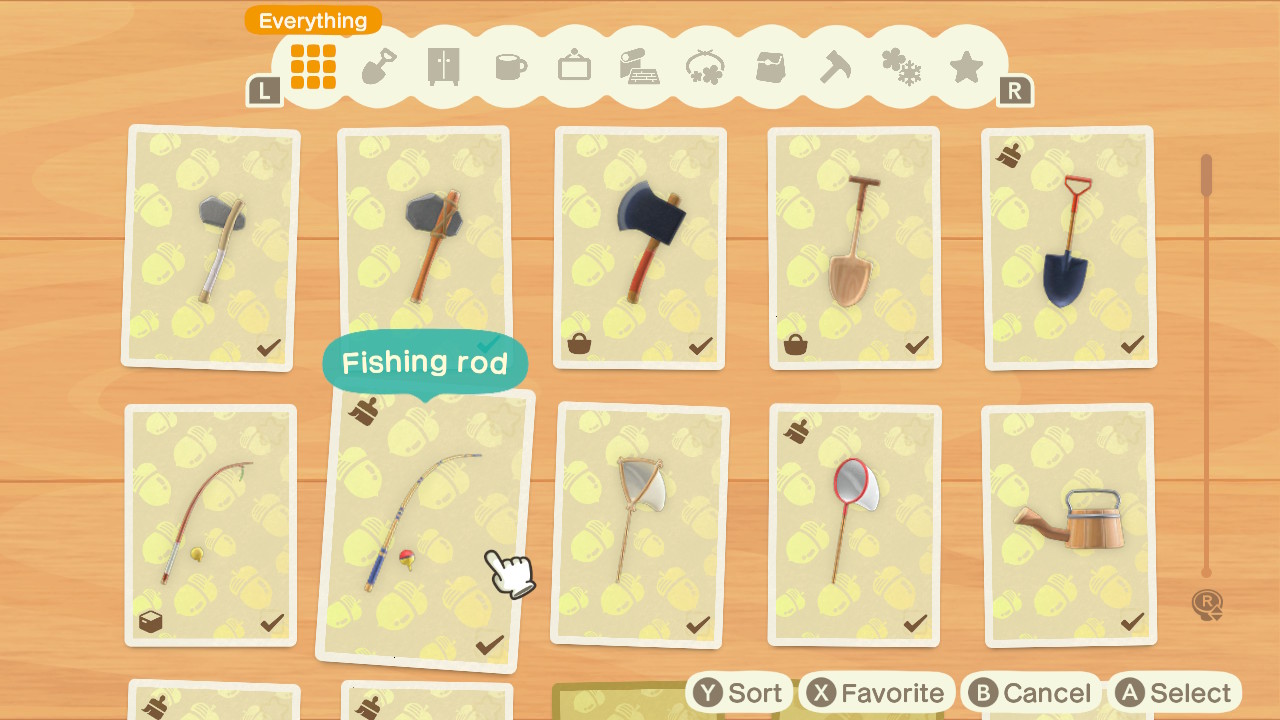 Everything
L
R
Fishing rod
R
Y Sort
X Favorite
B Cancel
A Select